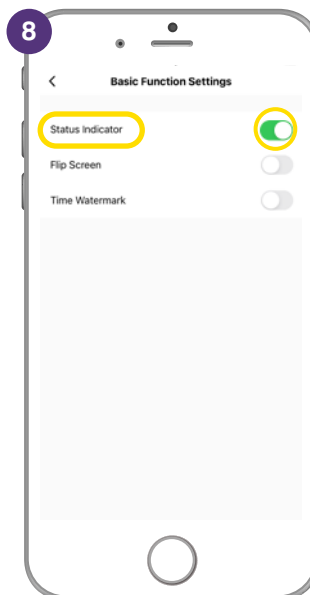 8
Basic Function Settings
Status Indicator
Flip Screen
Time Watermark